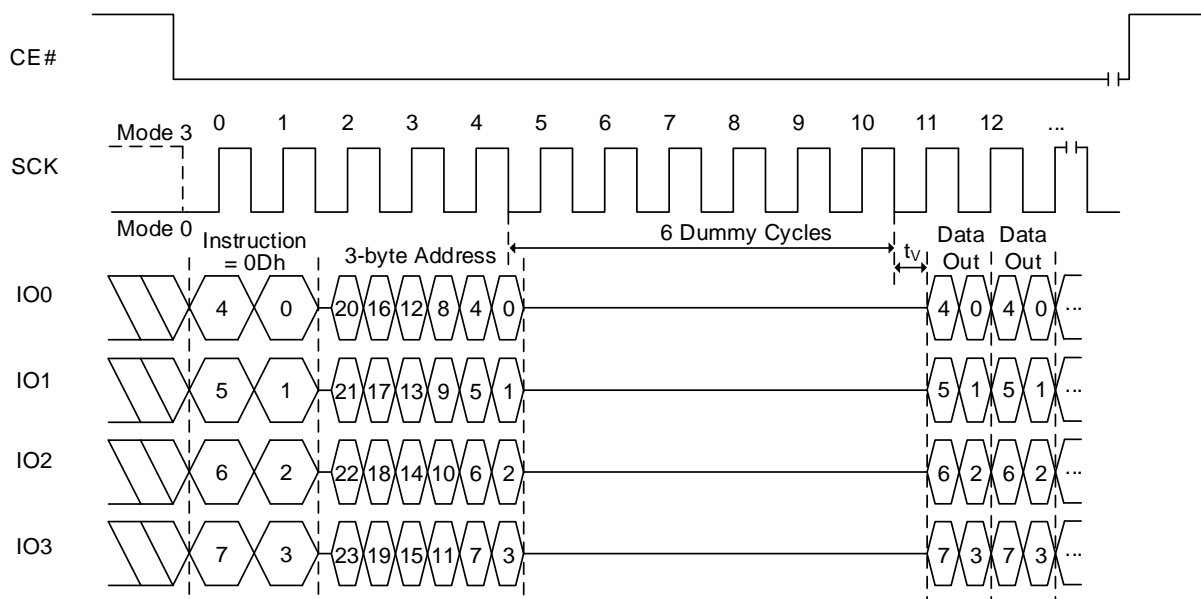 CE#
0 1 2 3 4 5 6 7 8 9 10 11 12 ...
Mode 3
SCK
Mode 0
Instruction
= 0Dh
3-byte Address
6 Dummy Cycles
tV
Data
Out
Data
Out
IO0 4 0 20 16 12 8 4 0 4 0 4 0 ...
IO1 5 1 21 17 13 9 5 1 5 1 5 1 ...
IO2 6 2 22 18 14 10 6 2 6 2 6 2 ...
IO3 7 3 23 19 15 11 7 3 7 3 7 3 ...